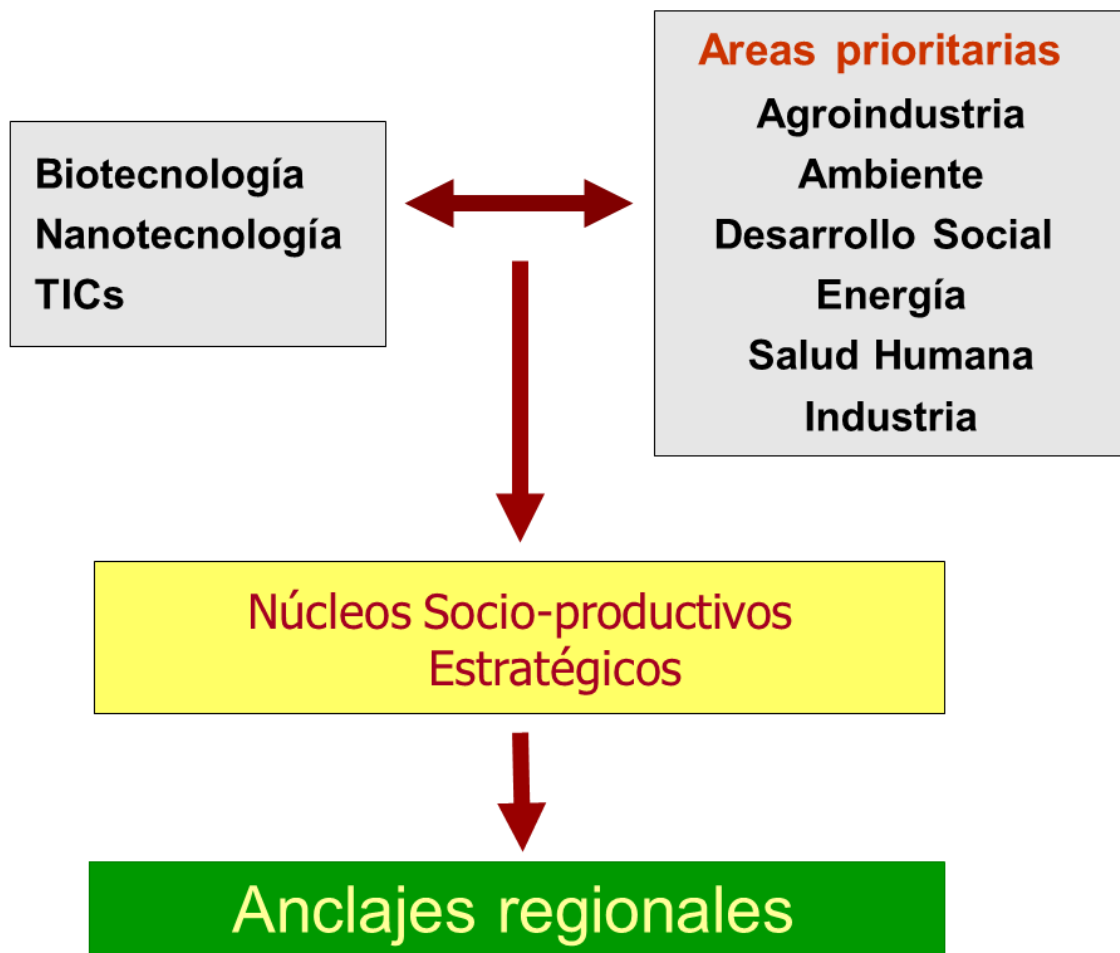 Biotecnología
Nanotecnología
TICs
Areas prioritarias
Agroindustria
Ambiente
Desarrollo Social
Energía
Salud Humana
Industria
Núcleos Socio-productivos
Estratégicos
Anclajes regionales